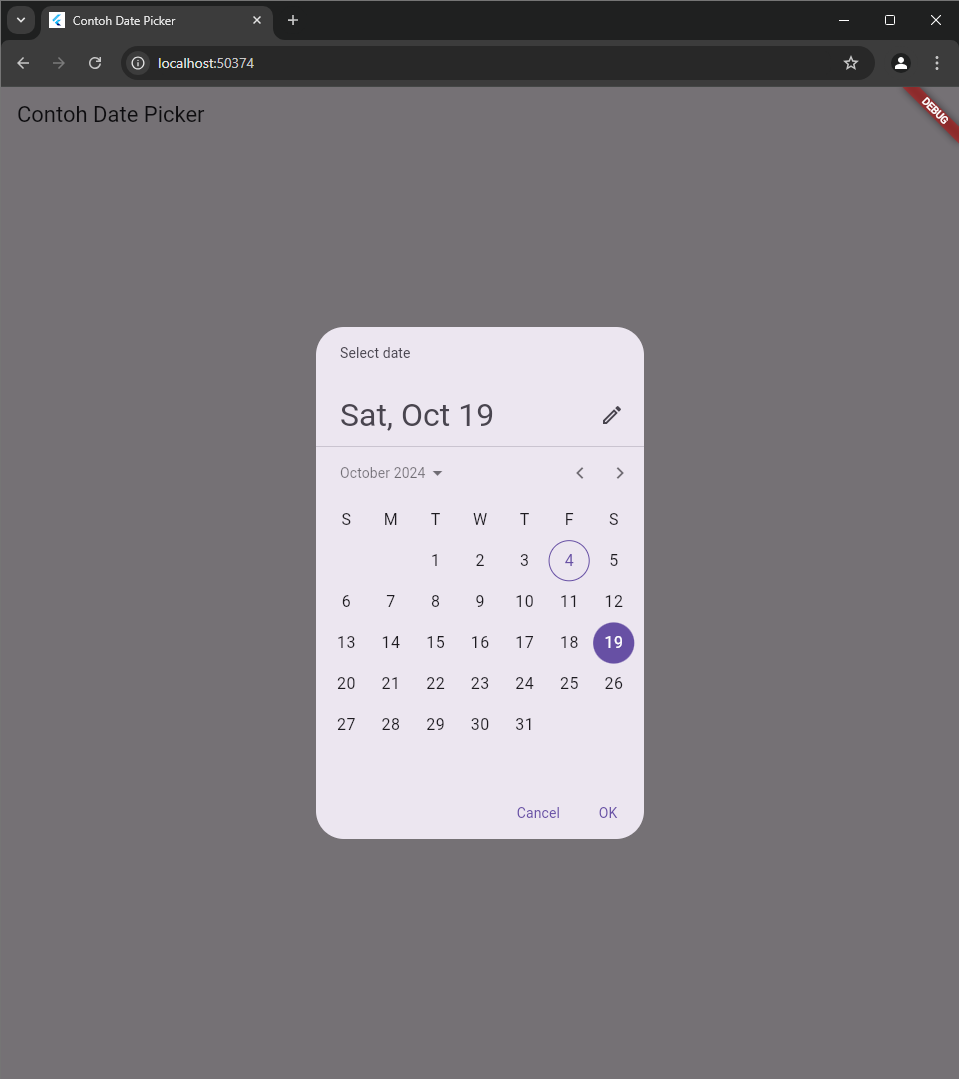 Contoh Date Picker
localhost:50374
Contoh Date Picker
DEBUG
Select date
Sat, Oct 19
October 2024
S M T W T F S
1 2 3 4 5
6 7 8 9 10 11 12
13 14 15 16 17 18 19
20 21 22 23 24 25 26
27 28 29 30 31
Cancel OK